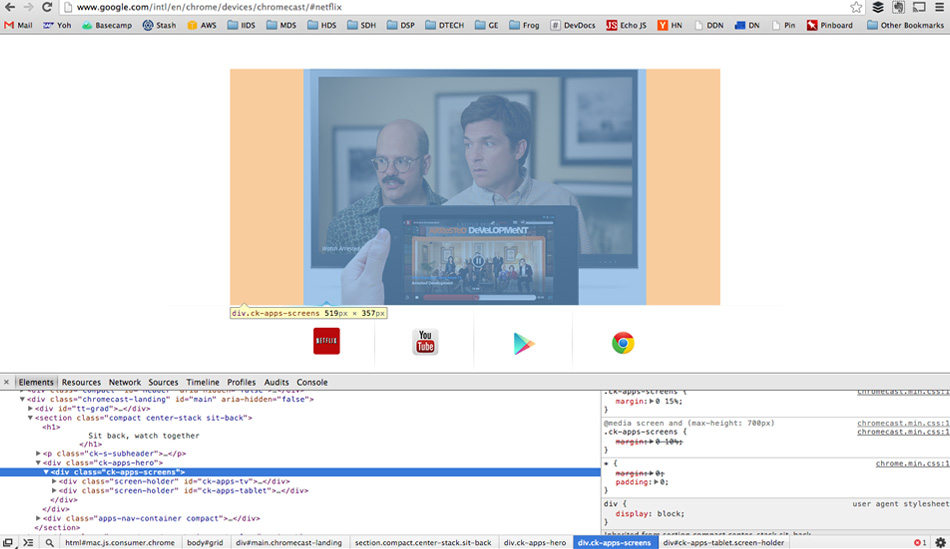 www.google.com/intl/en/chrome/devices/chromecast/#netflix
Mail Y! Basecamp Stash AWS IIDS MDS HDS SDH DSP DTECH GE Frog DevDocs Echo JS HN DDN DN Pin Pinboard Other Bookmarks
ARRESTED DEVELOPMENT
Arrested Development
div.ck-apps-screens 519px × 357px
NETFLIX
You
Tube
× Elements Resources Network Sources Timeline Profiles Audits Console
▼<div class="chromecast-landing" id="main" aria-hidden="false">
▶<div id="tt-grad">…</div>
▼<section class="compact center-stack sit-back">
<h1>
Sit back, watch together
</h1>
▶<p class="ck-s-subheader">…</p>
▼<div class="ck-apps-hero">
▼<div class="ck-apps-screens">
▶<div class="screen-holder" id="ck-apps-tv">…</div>
▶<div class="screen-holder" id="ck-apps-tablet">…</div>
</div>
</div>
▶<div class="apps-nav-container compact">…</div>
</section>
.ck-apps-screens { chromecast.min.css:1
margin:▶0 15%;
}
@media screen and (max-height: 700px) chromecast.min.css:1
.ck-apps-screens { chromecast.min.css:1
margin:▶0 10%;
}
* { chrome.min.css:1
margin:▶0;
padding:▶0;
}
div { user agent stylesheet
display: block;
}
Inherited from section.compact.center-stack.sit-back
html#mac.js.consumer.chrome body#grid div#main.chromecast-landing section.compact.center-stack.sit-back div.ck-apps-hero div.ck-apps-screens div#ck-apps-tablet.screen-holder 1